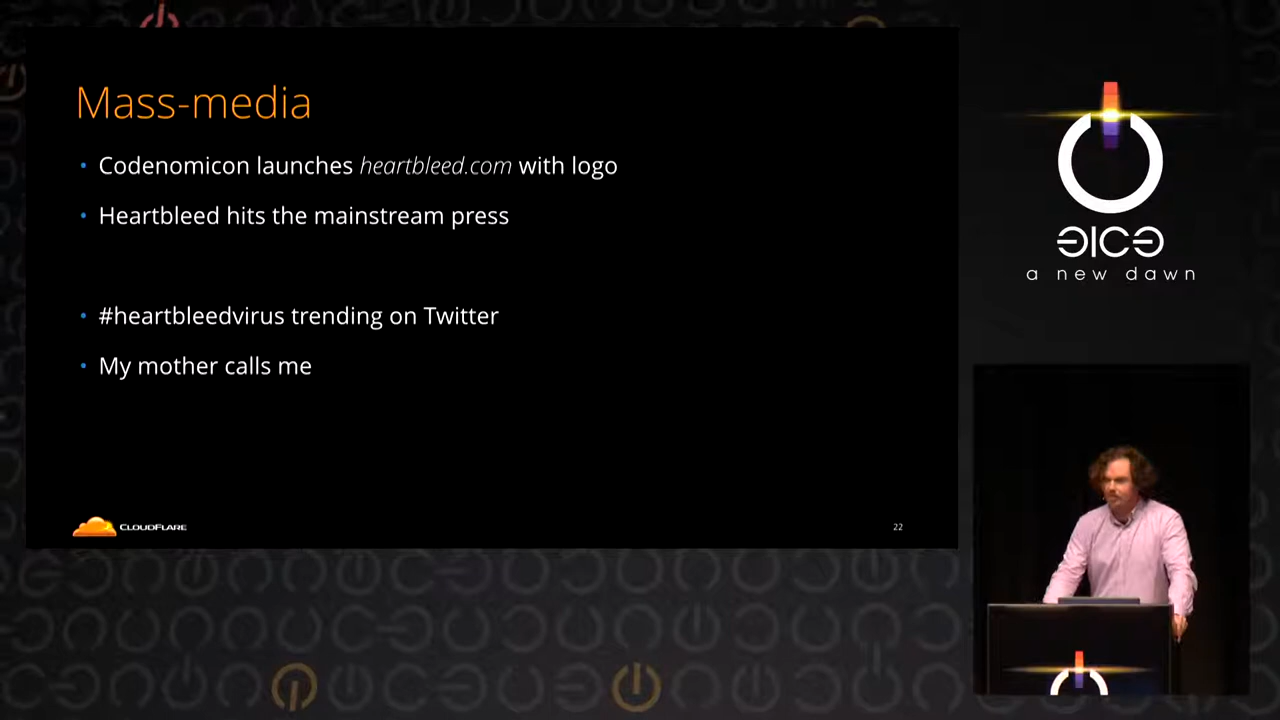 Mass-media
• Codenomicon launches heartbleed.com with logo
• Heartbleed hits the mainstream press
• #heartbleedvirus trending on Twitter
• My mother calls me
CLOUDFLARE
22
a new dawn